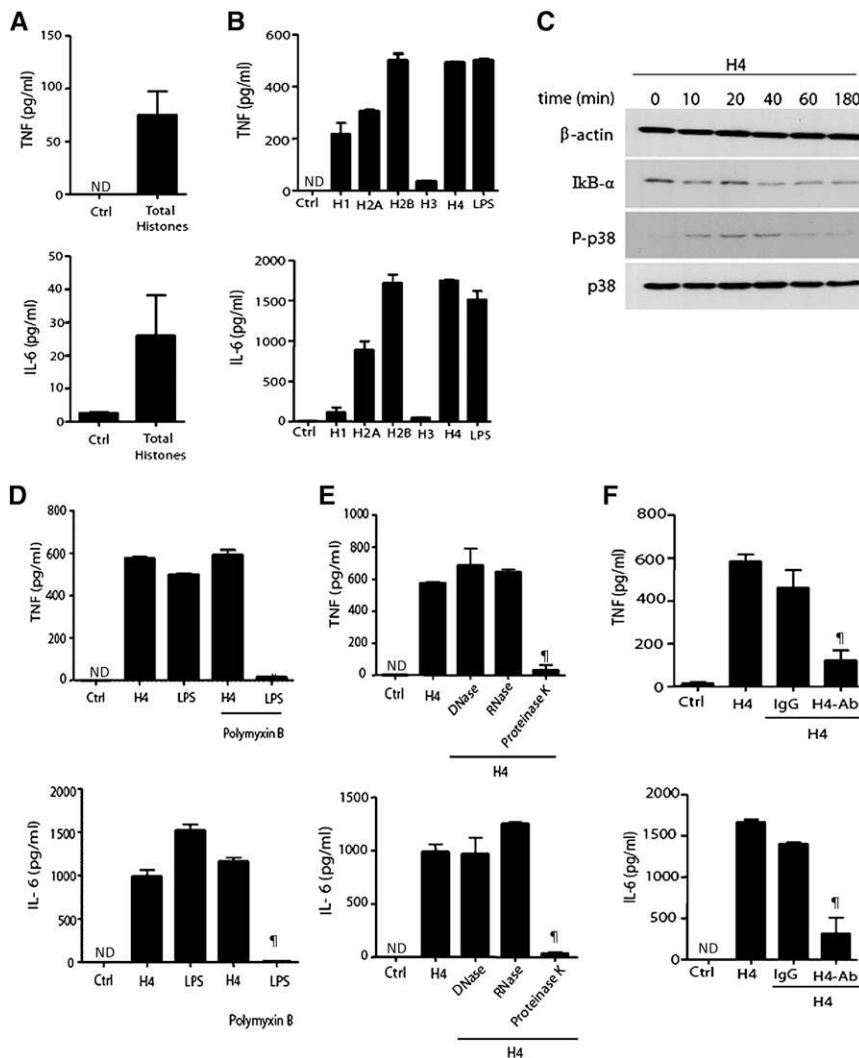 A
TNF (pg/ml)
150
100
50
0
ND
Ctrl
Total
Histones
IL-6 (pg/ml)
50
40
30
20
10
0
Ctrl
Total
Histones
B
TNF (pg/ml)
600
400
200
0
ND
Ctrl H1 H2A H2B H3 H4 LPS
IL-6 (pg/ml)
2000
1500
1000
500
0
Ctrl H1 H2A H2B H3 H4 LPS
C
H4
time (min) 0 10 20 40 60 180
β-actin
IkB-α
P-p38
p38
D
TNF (pg/ml)
800
600
400
200
0
ND
Ctrl H4 LPS H4 LPS
Polymyxin B
IL- 6 (pg/ml)
2000
1500
1000
500
0
ND
¶
Ctrl H4 LPS H4 LPS
Polymyxin B
E
TNF (pg/ml)
1000
800
600
400
200
0
ND
¶
Ctrl H4 DNase RNase Proteinase K
H4
IL- 6 (pg/ml)
1500
1000
500
0
ND
¶
Ctrl H4 DNase RNase Proteinase K
H4
F
TNF (pg/ml)
800
600
400
200
0
¶
Ctrl H4 IgG H4-Ab
H4
IL-6 (pg/ml)
2000
1500
1000
500
0
ND
¶
Ctrl H4 IgG H4-Ab
H4